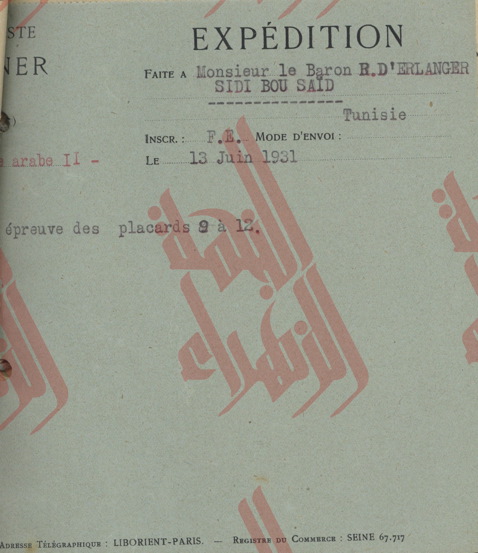 STE
EXPÉDITION
NER
FAITE A Monsieur le Baron R.D'ERLANGER
SIDI BOU SAÏD
---------------
Tunisie
)
INSCR. : F.E. MODE D'ENVOI :
e arabe II -
LE 13 Juin 1931
épreuve des placards 9 à 12.
ADRESSE TÉLÉGRAPHIQUE : LIBORIENT-PARIS. — REGISTRE DU COMMERCE : SEINE 67.717